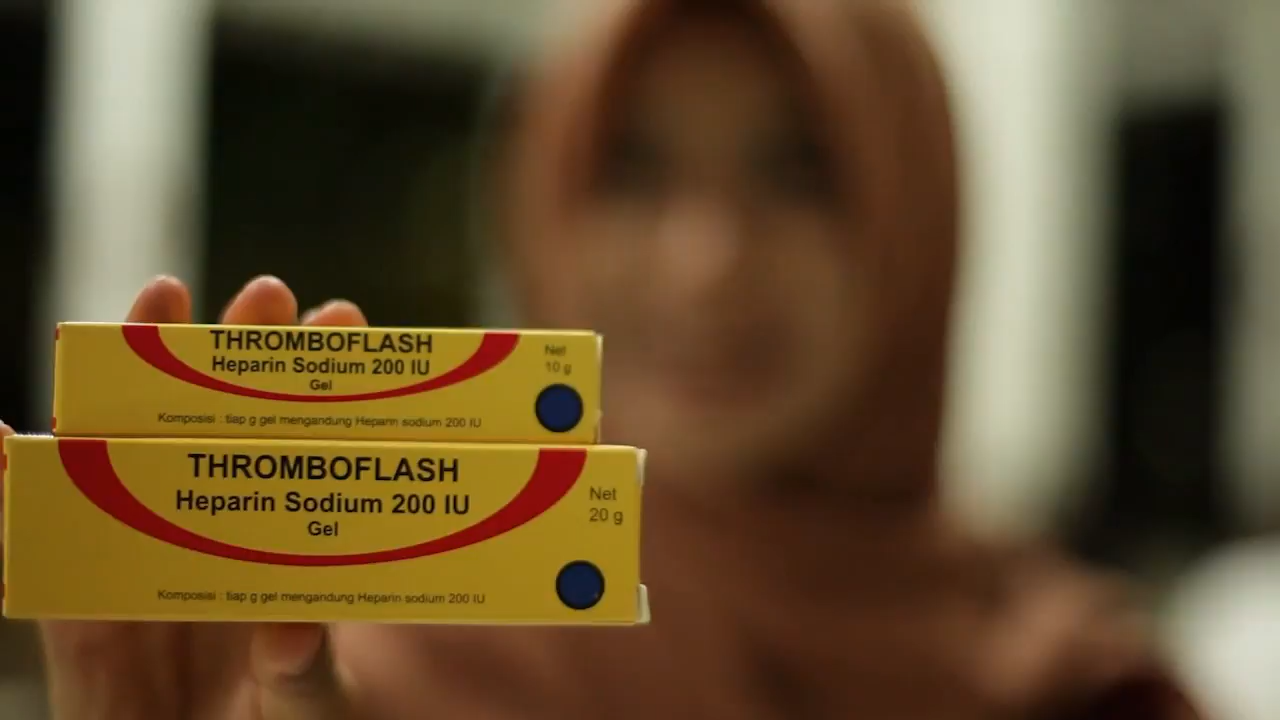 THROMBOFLASH
Heparin Sodium 200 IU
Gel
Net
10 g
Komposisi : tiap g gel mengandung Heparin sodium 200 IU
THROMBOFLASH
Heparin Sodium 200 IU
Gel
Net
20 g
Komposisi : tiap g gel mengandung Heparin sodium 200 IU